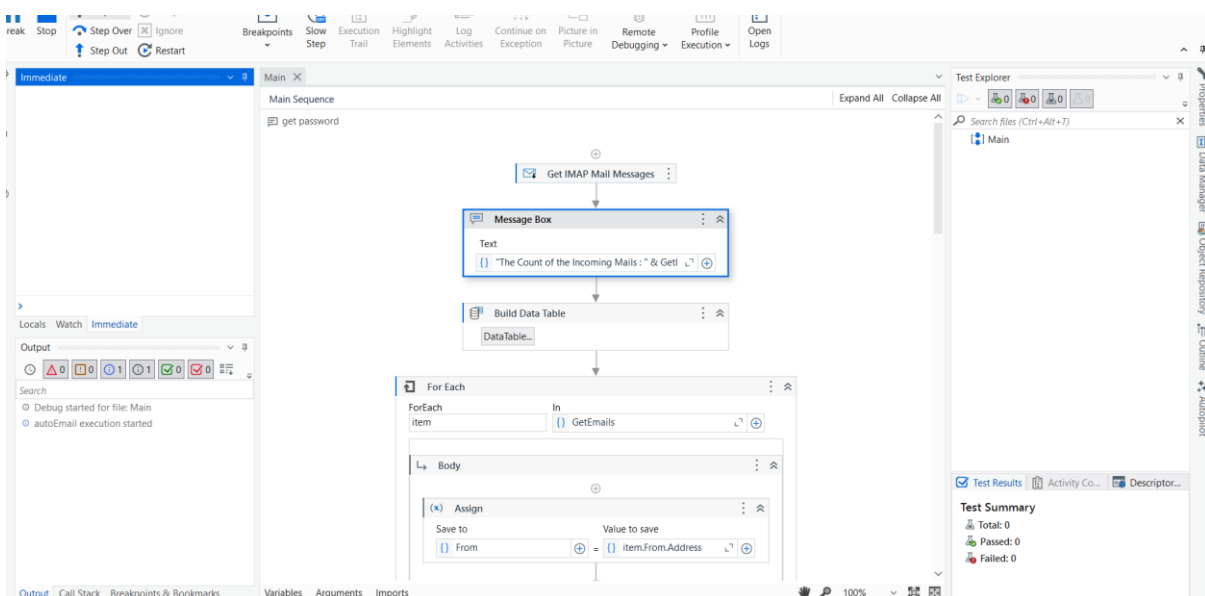 reak Stop Step Over Ignore
Step Out Restart
Breakpoints Slow Step Execution Trail Highlight Elements Log Activities Continue on Exception Picture in Picture Remote Debugging Profile Execution Open Logs
Immediate
Locals Watch Immediate
Output
0 0 1 1 0 0
Search
Debug started for file: Main
autoEmail execution started
Output Call Stack Breakpoints & Bookmarks
Main
Main Sequence Expand All Collapse All
get password
Get IMAP Mail Messages
Message Box
Text
"The Count of the Incoming Mails : " & GetI
Build Data Table
DataTable...
For Each
ForEach In
item GetEmails
Body
Assign
Save to Value to save
From = item.From.Address
Variables Arguments Imports 100%
Test Explorer
0 0 0 0
Search files (Ctrl+Alt+T)
Main
Test Results Activity Co... Descriptor...
Test Summary
Total: 0
Passed: 0
Failed: 0
Properties
Data Manager
Object Repository
Outline
Autopilot